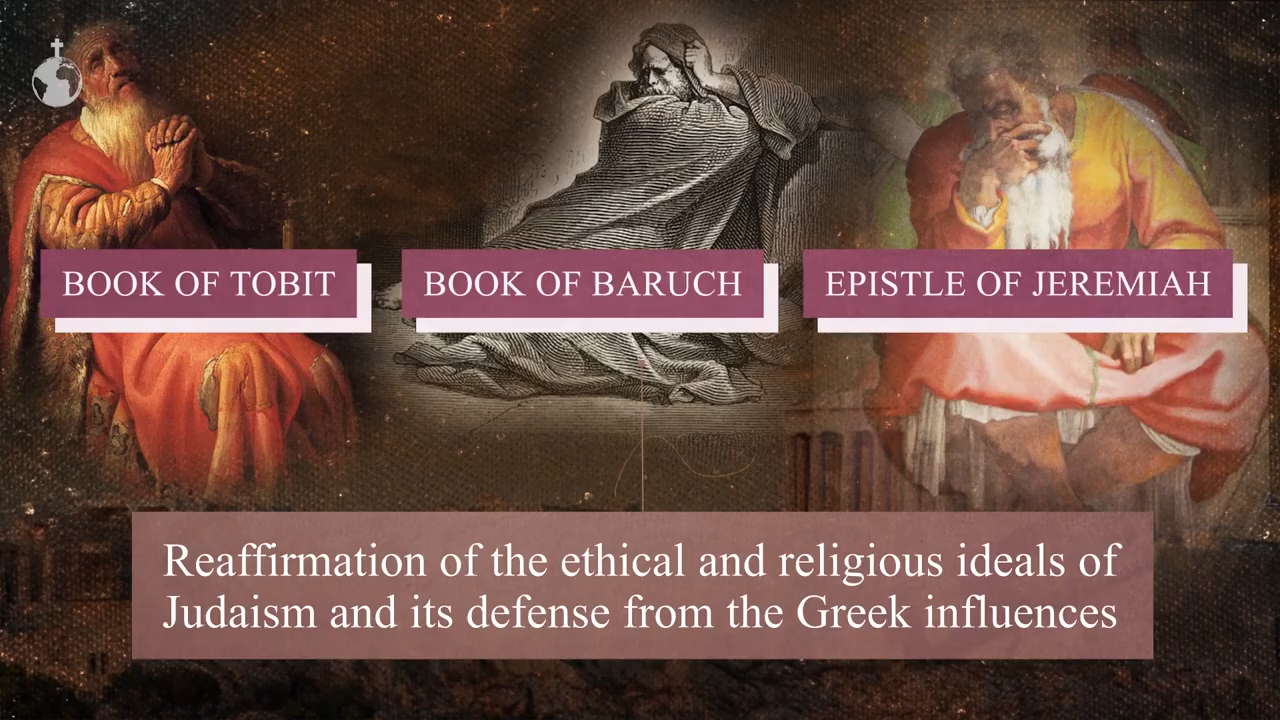 BOOK OF TOBIT
BOOK OF BARUCH
EPISTLE OF JEREMIAH
Reaffirmation of the ethical and religious ideals of
Judaism and its defense from the Greek influences